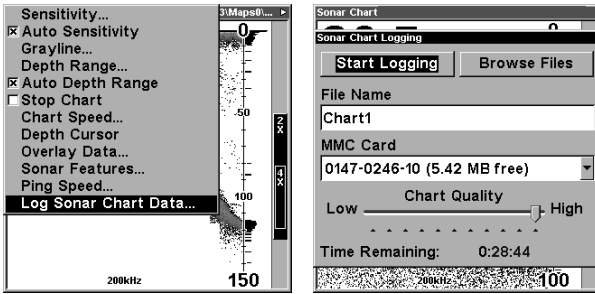 Sensitivity...
Auto Sensitivity
Grayline...
Depth Range...
Auto Depth Range
Stop Chart
Chart Speed...
Depth Cursor
Overlay Data...
Sonar Features...
Ping Speed...
Log Sonar Chart Data...
3\Maps0\...
0
50
100
150
2X
4X
200kHz
Sonar Chart
Sonar Chart Logging
Start Logging
Browse Files
File Name
Chart1
MMC Card
0147-0246-10 (5.42 MB free)
Chart Quality
Low
High
Time Remaining: 0:28:44
200kHz
100